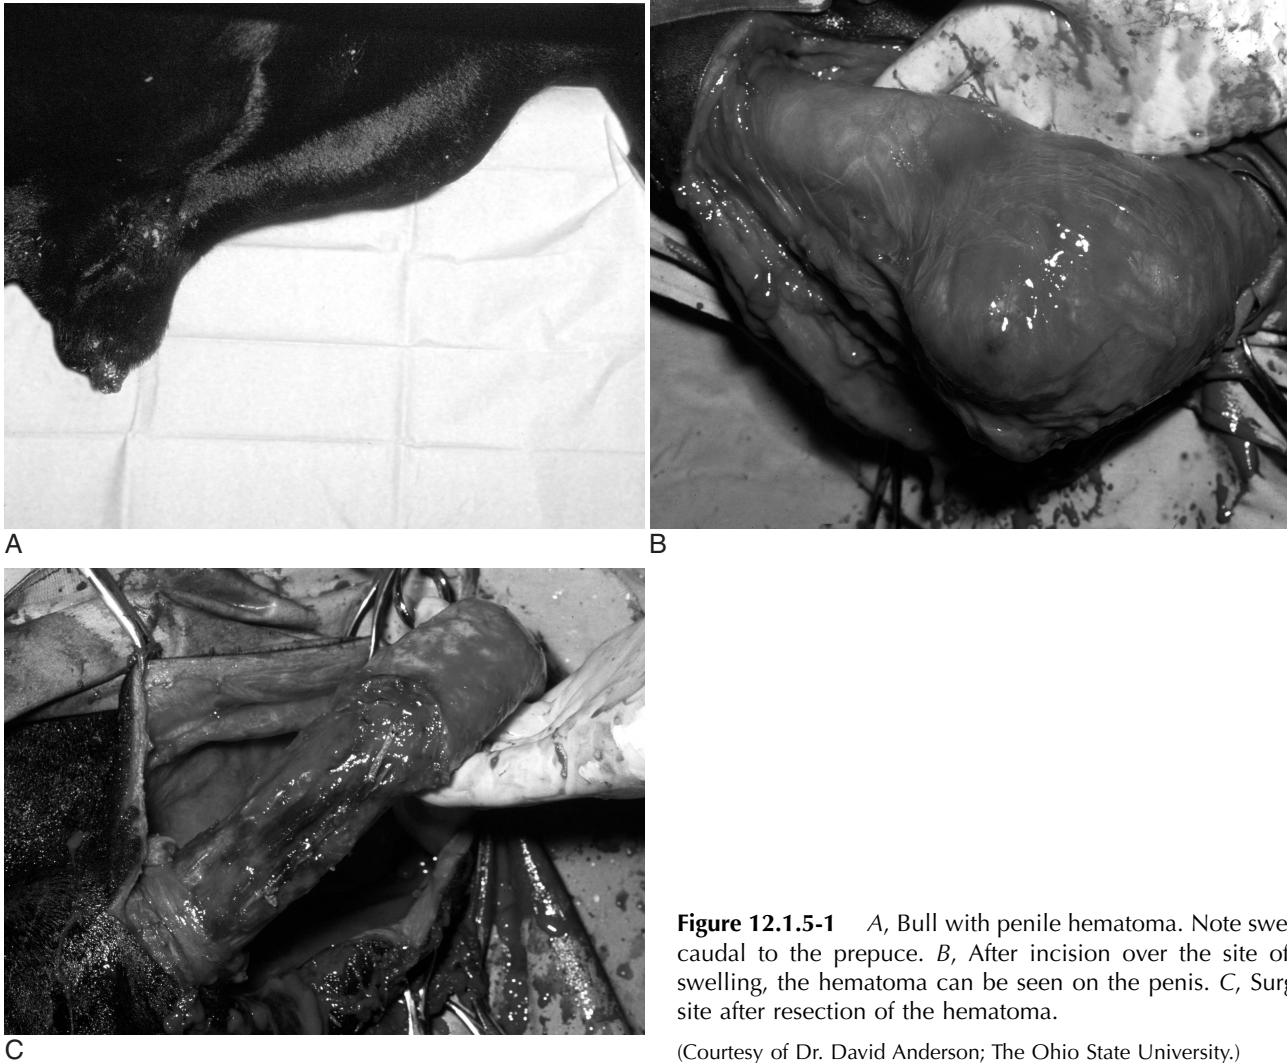 A
B
C
Figure 12.1.5-1 A, Bull with penile hematoma. Note swe
caudal to the prepuce. B, After incision over the site of
swelling, the hematoma can be seen on the penis. C, Surg
site after resection of the hematoma.
(Courtesy of Dr. David Anderson; The Ohio State University.)